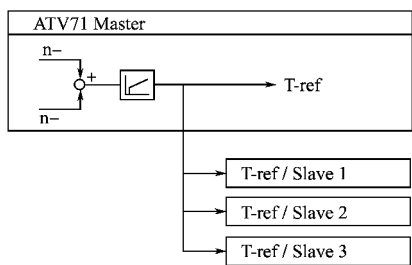 ATV71 Master
n−
+
T-ref
n−
T-ref / Slave 1
T-ref / Slave 2
T-ref / Slave 3